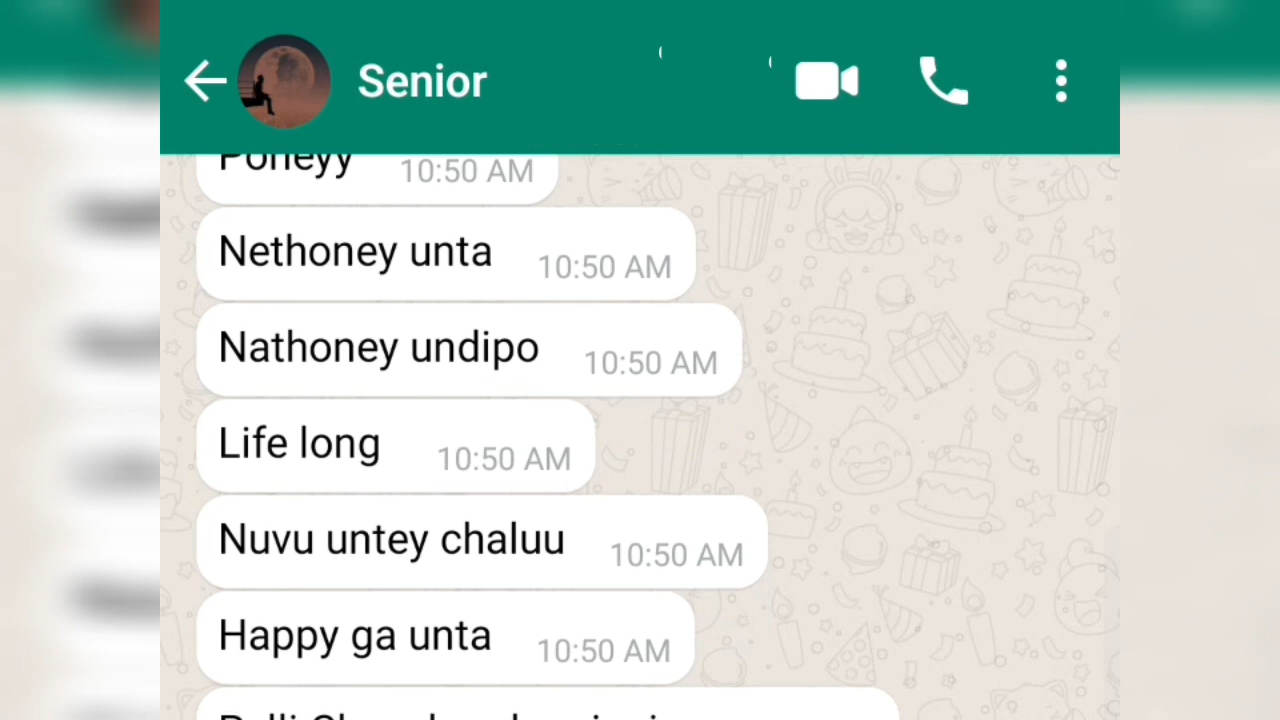 Senior
Poneyy 10:50 AM
Nethoney unta 10:50 AM
Nathoney undipo 10:50 AM
Life long 10:50 AM
Nuvu untey chaluu 10:50 AM
Happy ga unta 10:50 AM